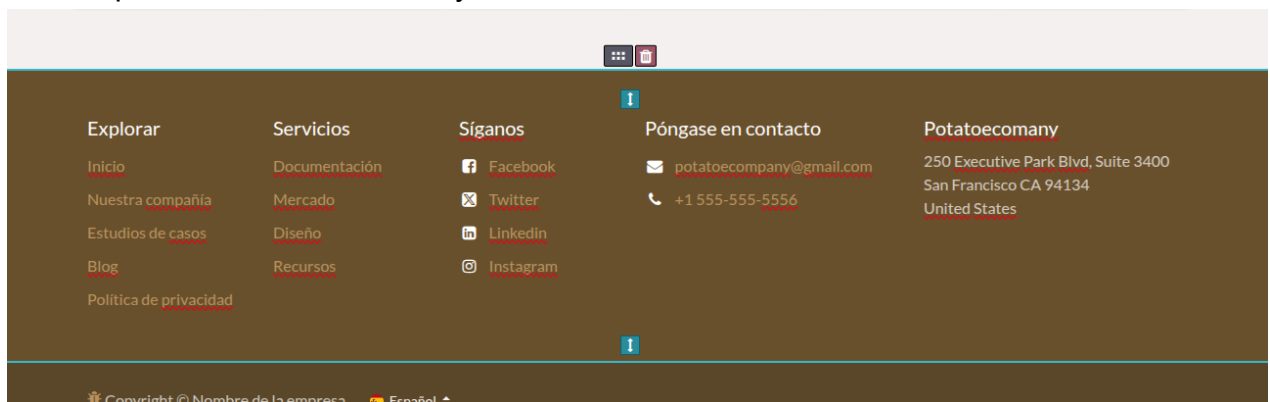 Explorar
Inicio
Nuestra compañía
Estudios de casos
Blog
Política de privacidad
Servicios
Documentación
Mercado
Diseño
Recursos
Síganos
Facebook
Twitter
Linkedin
Instagram
Póngase en contacto
potatoecompany@gmail.com
+1 555-555-5556
Potatoecomany
250 Executive Park Blvd, Suite 3400
San Francisco CA 94134
United States
Copyright © Nombre de la empresa Español